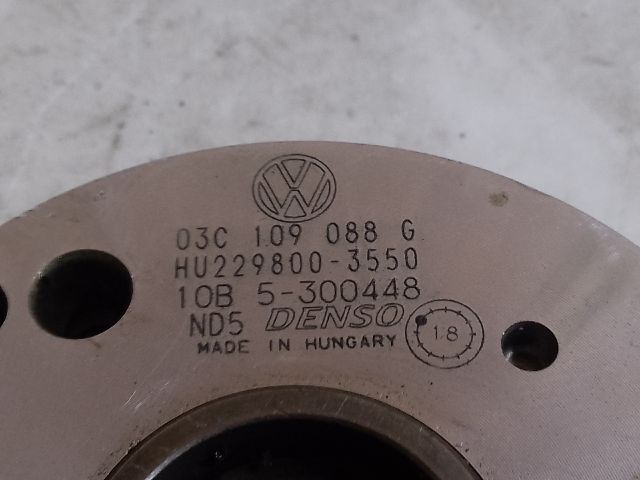 03C 109 088 G
HU229800-3550
10B 5-300448
ND5 DENSO 18
MADE IN HUNGARY